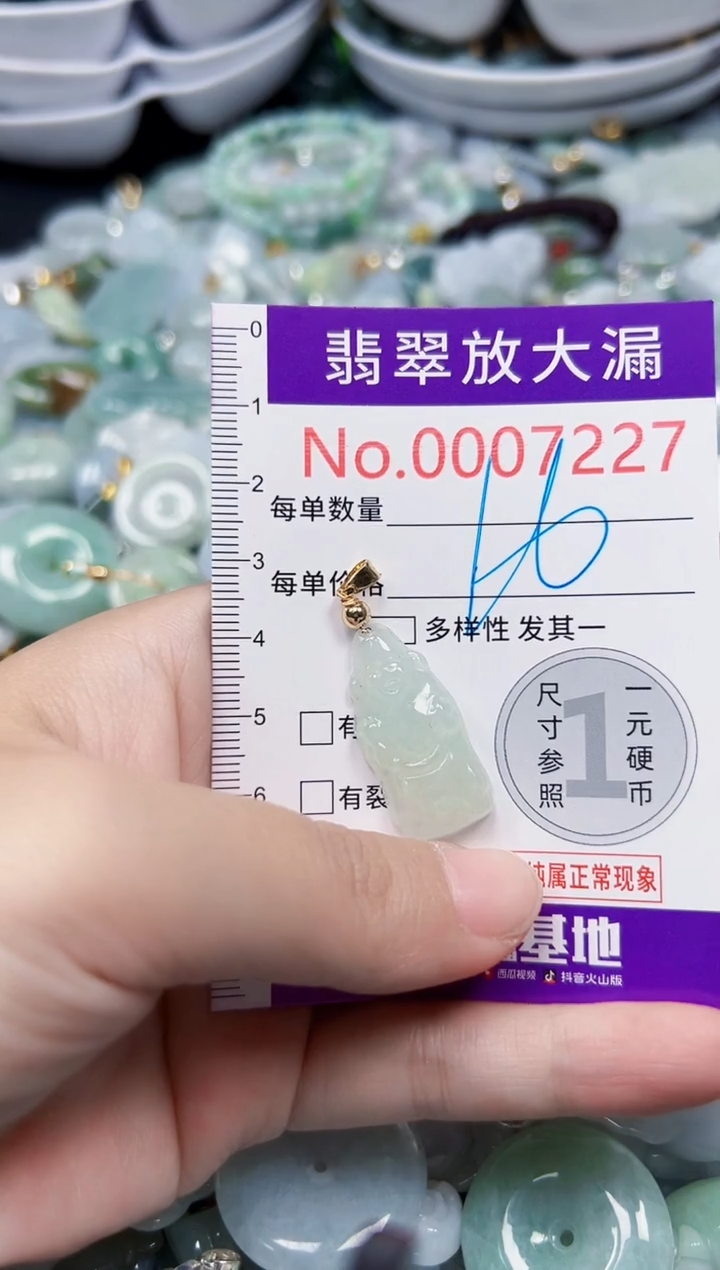 翡翠放大漏
No.0007227
每单数量
每单价格
多样性 发其一
有
有裂
0
1
2
3
4
5
6
尺寸参照
1
一元硬币
纯属正常现象
基地
西瓜视频 抖音火山版